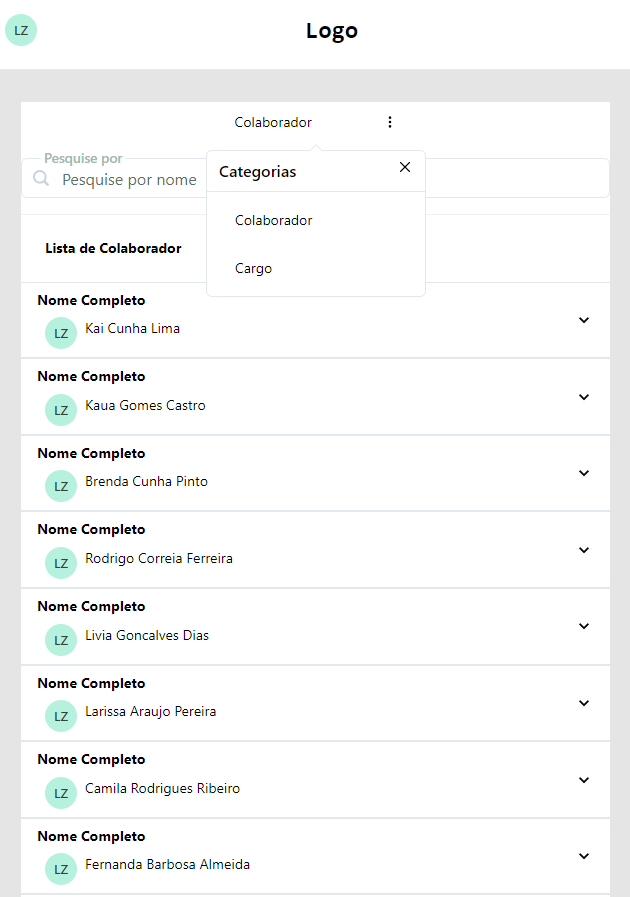 LZ
Logo
Colaborador
Pesquise por
Pesquise por nome
Categorias
Colaborador
Cargo
Lista de Colaborador
Nome Completo
LZ Kai Cunha Lima
Nome Completo
LZ Kaua Gomes Castro
Nome Completo
LZ Brenda Cunha Pinto
Nome Completo
LZ Rodrigo Correia Ferreira
Nome Completo
LZ Livia Goncalves Dias
Nome Completo
LZ Larissa Araujo Pereira
Nome Completo
LZ Camila Rodrigues Ribeiro
Nome Completo
LZ Fernanda Barbosa Almeida